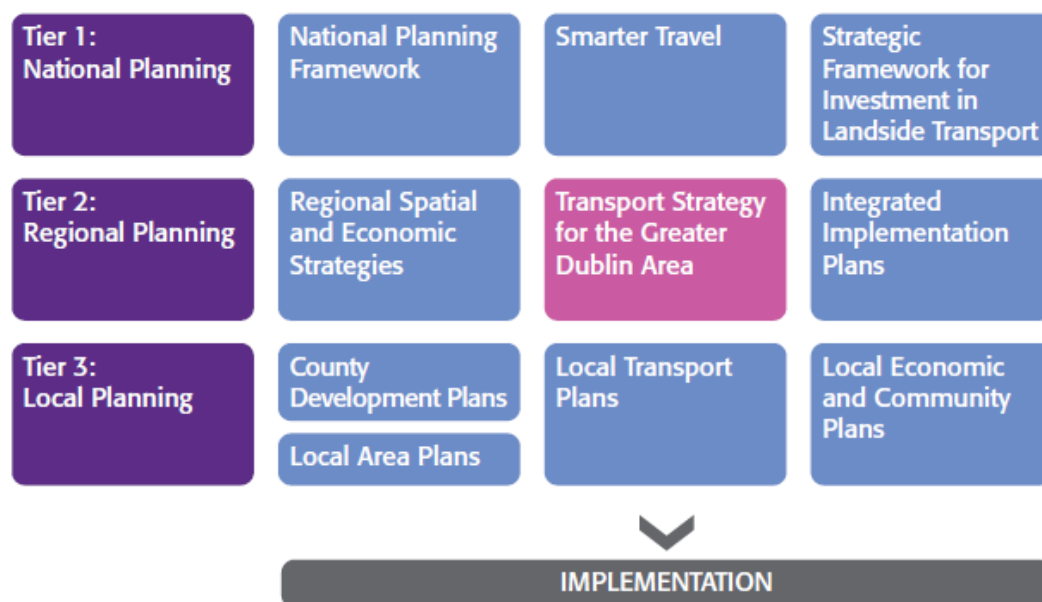 Tier 1:
National Planning
National Planning
Framework
Smarter Travel
Strategic
Framework for
Investment in
Landside Transport
Tier 2:
Regional Planning
Regional Spatial
and Economic
Strategies
Transport Strategy
for the Greater
Dublin Area
Integrated
Implementation
Plans
Tier 3:
Local Planning
County
Development Plans
Local Area Plans
Local Transport
Plans
Local Economic
and Community
Plans
IMPLEMENTATION